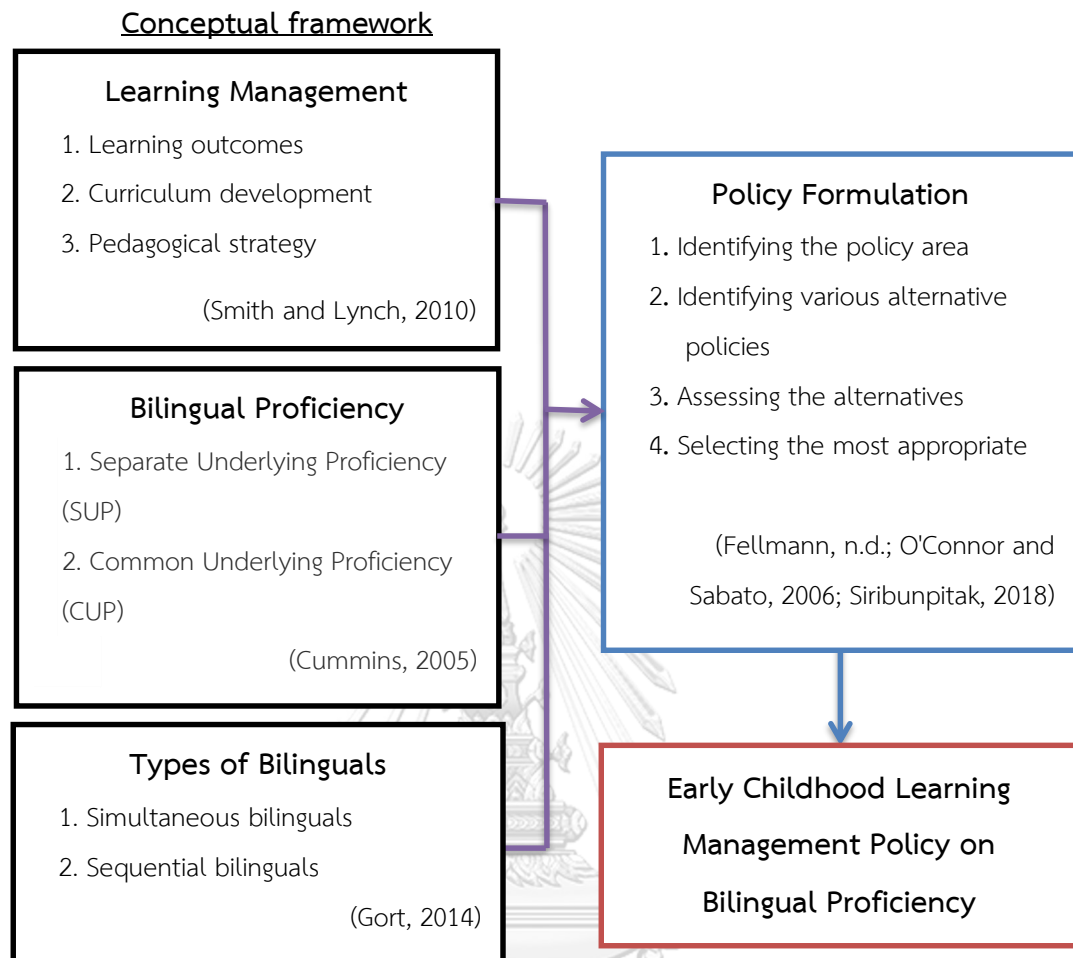 Conceptual framework
Learning Management
1. Learning outcomes
2. Curriculum development
3. Pedagogical strategy
(Smith and Lynch, 2010)
Bilingual Proficiency
1. Separate Underlying Proficiency
(SUP)
2. Common Underlying Proficiency
(CUP)
(Cummins, 2005)
Types of Bilinguals
1. Simultaneous bilinguals
2. Sequential bilinguals
(Gort, 2014)
Policy Formulation
1. Identifying the policy area
2. Identifying various alternative
policies
3. Assessing the alternatives
4. Selecting the most appropriate
(Fellmann, n.d.; O'Connor and
Sabato, 2006; Siribunpitak, 2018)
Early Childhood Learning
Management Policy on
Bilingual Proficiency